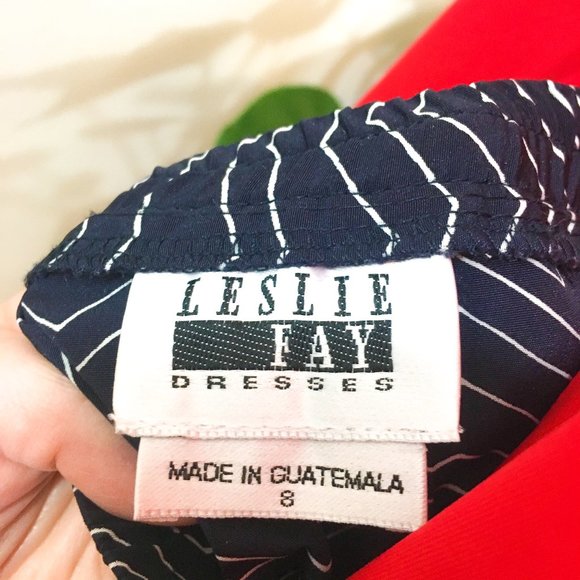 LESLIE
FAY
DRESSES
MADE IN GUATEMALA
8